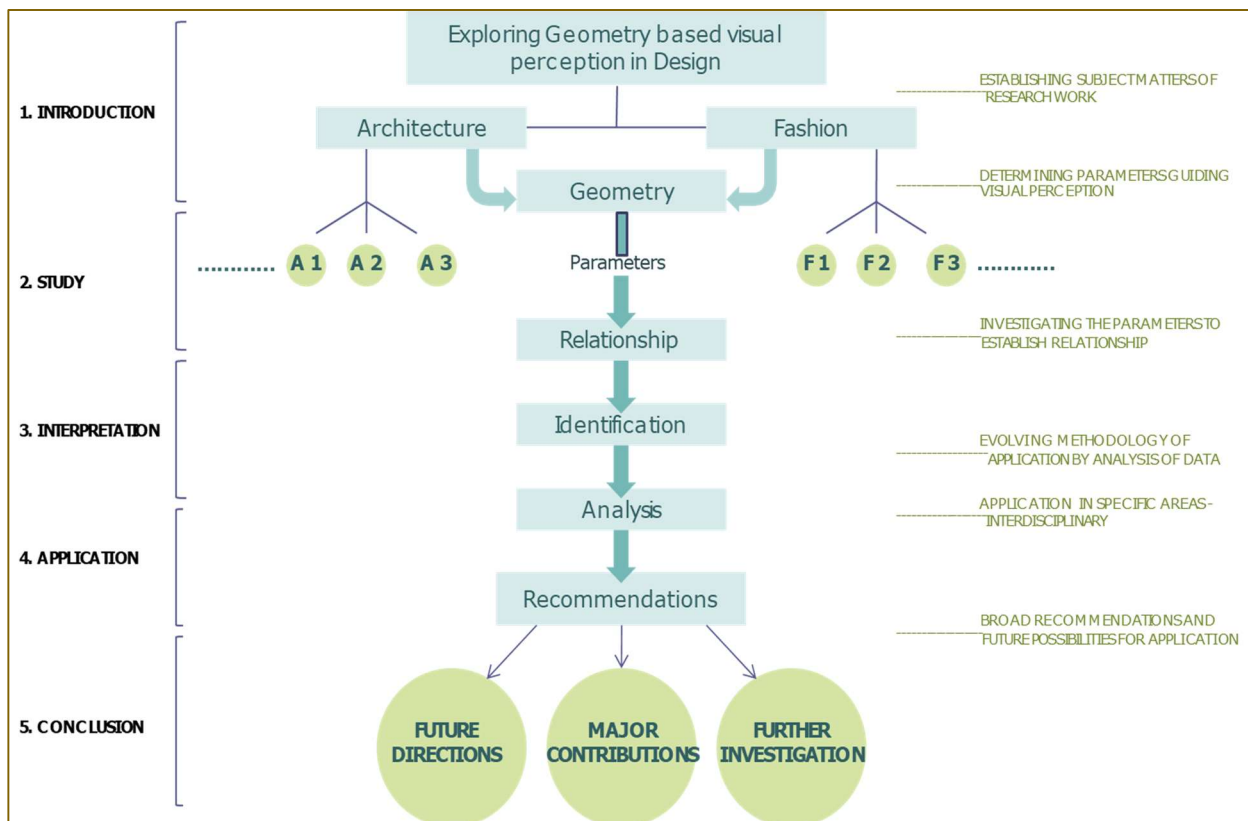 Exploring Geometry based visual
perception in Design
1. INTRODUCTION
ESTABLISHING SUBJECT MATTERS OF
RESEARCH WORK
Architecture
Fashion
Geometry
DETERMINING PARAMETERS GUIDING
VISUAL PERCEPTION
2. STUDY
A 1
A 2
A 3
Parameters
F1
F2
F3
Relationship
INVESTIGATING THE PARAMETERS TO
ESTABLISH RELATIONSHIP
3. INTERPRETATION
Identification
EVOLVING METHODOLOGY OF
APPLICATION BY ANALYSIS OF DATA
Analysis
APPLICATION IN SPECIFIC AREAS -
INTERDISCIPLINARY
4. APPLICATION
Recommendations
BROAD RECOMMENDATIONS AND
FUTURE POSSIBILITIES FOR APPLICATION
5. CONCLUSION
FUTURE
DIRECTIONS
MAJOR
CONTRIBUTIONS
FURTHER
INVESTIGATION